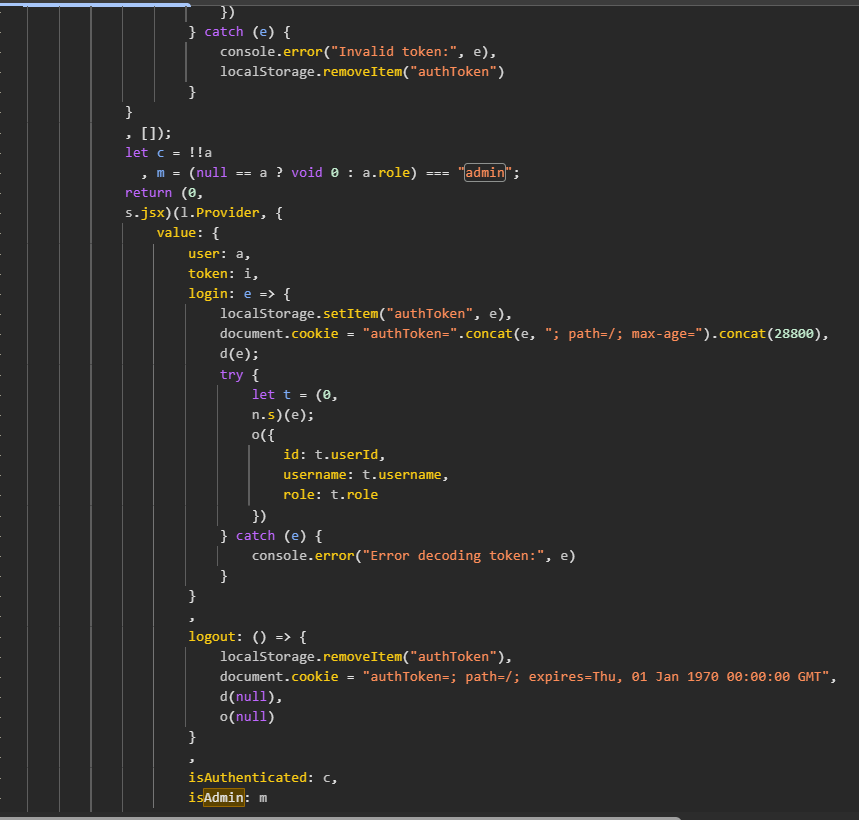 })
} catch (e) {
console.error("Invalid token:", e),
localStorage.removeItem("authToken")
}
}
, []);
let c = !!a
, m = (null == a ? void 0 : a.role) === "admin";
return (0,
s.jsx)(l.Provider, {
value: {
user: a,
token: i,
login: e => {
localStorage.setItem("authToken", e),
document.cookie = "authToken=".concat(e, "; path=/; max-age=").concat(28800),
d(e);
try {
let t = (0,
n.s)(e);
o({
id: t.userId,
username: t.username,
role: t.role
})
} catch (e) {
console.error("Error decoding token:", e)
}
}
,
logout: () => {
localStorage.removeItem("authToken"),
document.cookie = "authToken=; path=/; expires=Thu, 01 Jan 1970 00:00:00 GMT",
d(null),
o(null)
}
,
isAuthenticated: c,
isAdmin: m